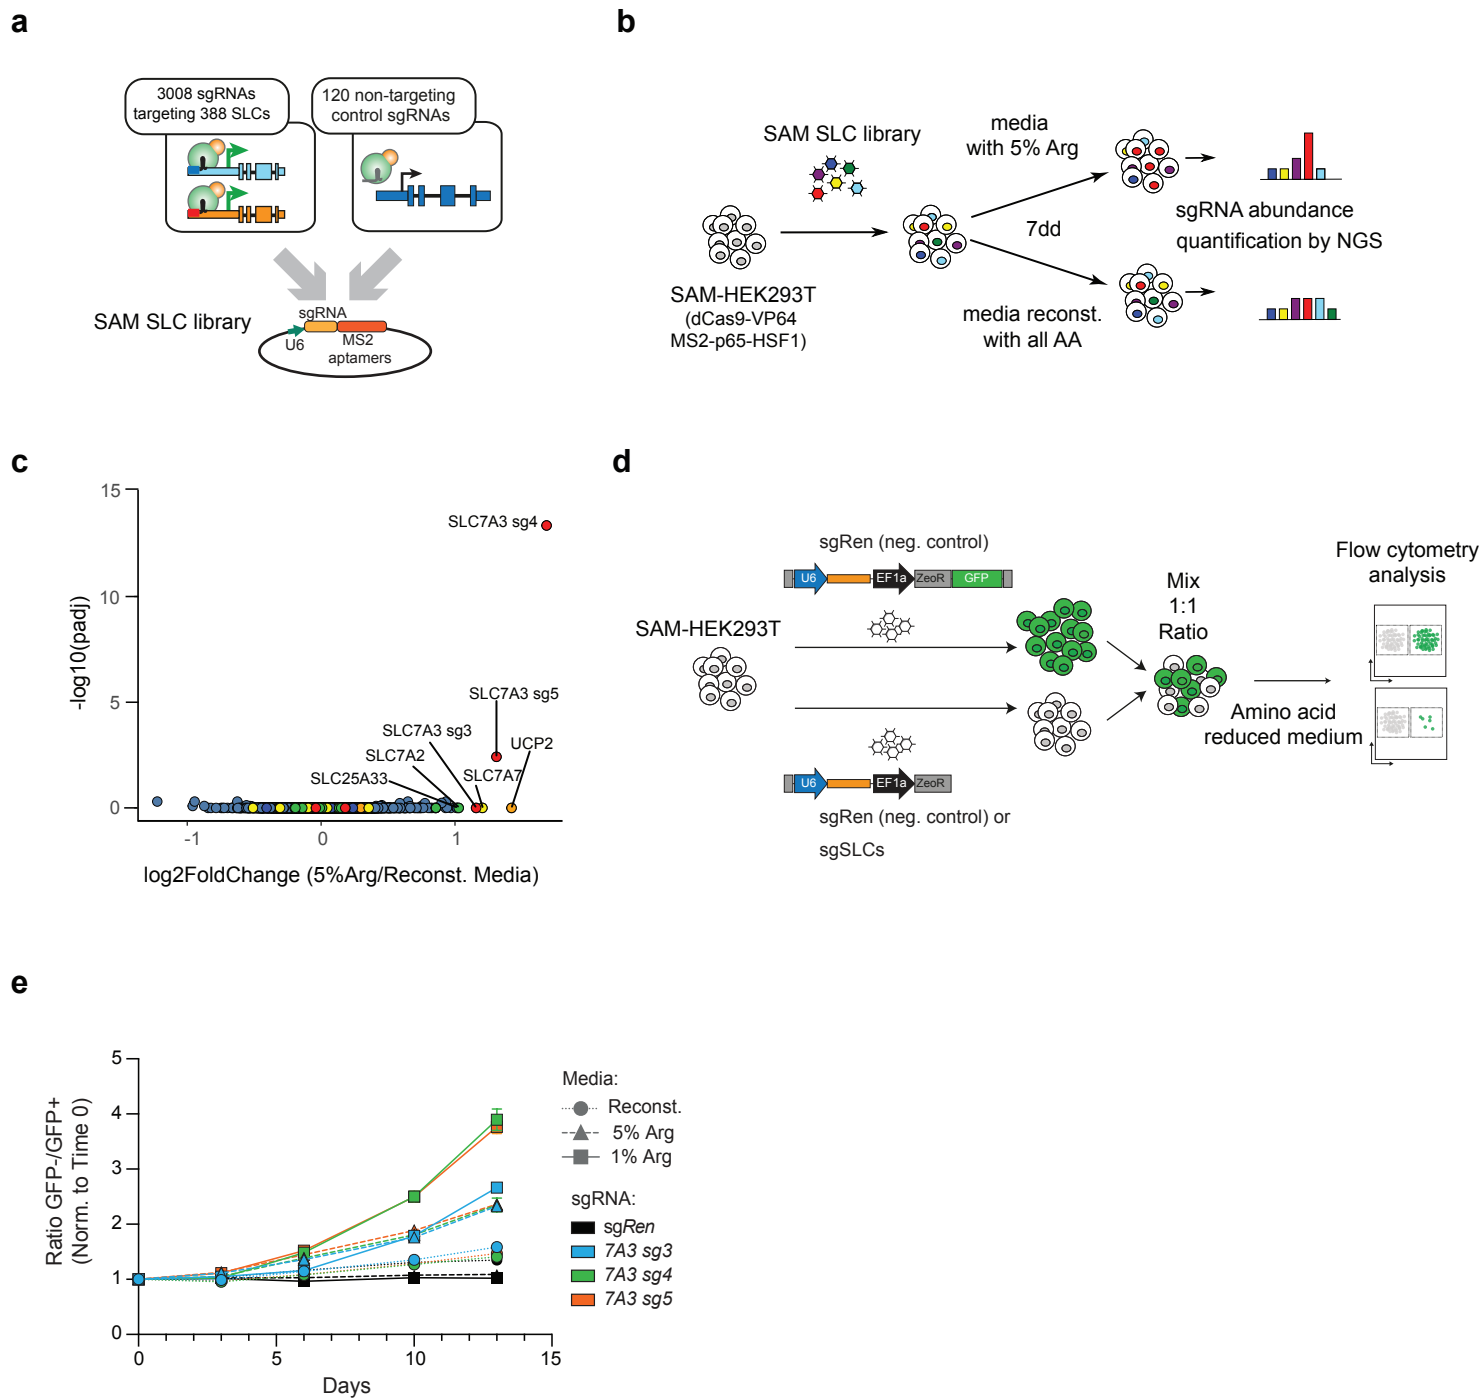 a
3008 sgRNAs
targeting 388 SLCs
120 non-targeting
control sgRNAs
SAM SLC library
sgRNA
U6
MS2
aptamers
b
SAM SLC library
media
with 5% Arg
7dd
sgRNA abundance
quantification by NGS
SAM-HEK293T
(dCas9-VP64
MS2-p65-HSF1)
media reconst.
with all AA
c
15
10
5
0
-log10(padj)
SLC7A3 sg4
SLC7A3 sg5
SLC7A3 sg3
UCP2
SLC7A2
SLC7A7
SLC25A33
-1
0
1
log2FoldChange (5%Arg/Reconst. Media)
d
sgRen (neg. control)
U6
EF1a
ZeoR
GFP
SAM-HEK293T
Mix
1:1
Ratio
Flow cytometry
analysis
Amino acid
reduced medium
U6
EF1a
ZeoR
sgRen (neg. control) or
sgSLCs
e
5
4
3
2
1
0
Ratio GFP-/GFP+
(Norm. to Time 0)
0
5
10
15
Days
Media:
Reconst.
5% Arg
1% Arg
sgRNA:
sgRen
7A3 sg3
7A3 sg4
7A3 sg5